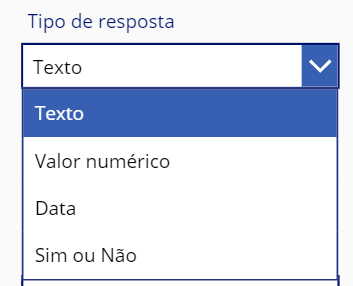 Tipo de resposta
Texto
Texto
Valor numérico
Data
Sim ou Não